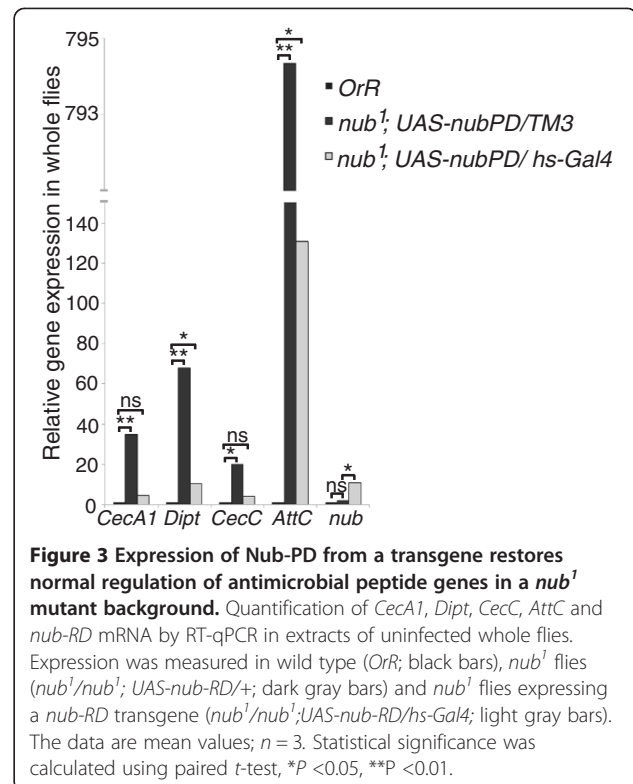 795
793
140
120
100
80
60
40
20
0
Relative gene expression in whole flies
OrR
nub¹; UAS-nubPD/TM3
nub¹; UAS-nubPD/ hs-Gal4
ns
**
*
**
ns
*
*
**
ns
*
CecA1 Dipt CecC AttC nub
Figure 3 Expression of Nub-PD from a transgene restores
normal regulation of antimicrobial peptide genes in a nub¹
mutant background. Quantification of CecA1, Dipt, CecC, AttC and
nub-RD mRNA by RT-qPCR in extracts of uninfected whole flies.
Expression was measured in wild type (OrR; black bars), nub¹ flies
(nub¹/nub¹; UAS-nub-RD/+; dark gray bars) and nub¹ flies expressing
a nub-RD transgene (nub¹/nub¹;UAS-nub-RD/hs-Gal4; light gray bars).
The data are mean values; n = 3. Statistical significance was
calculated using paired t-test, *P <0.05, **P <0.01.